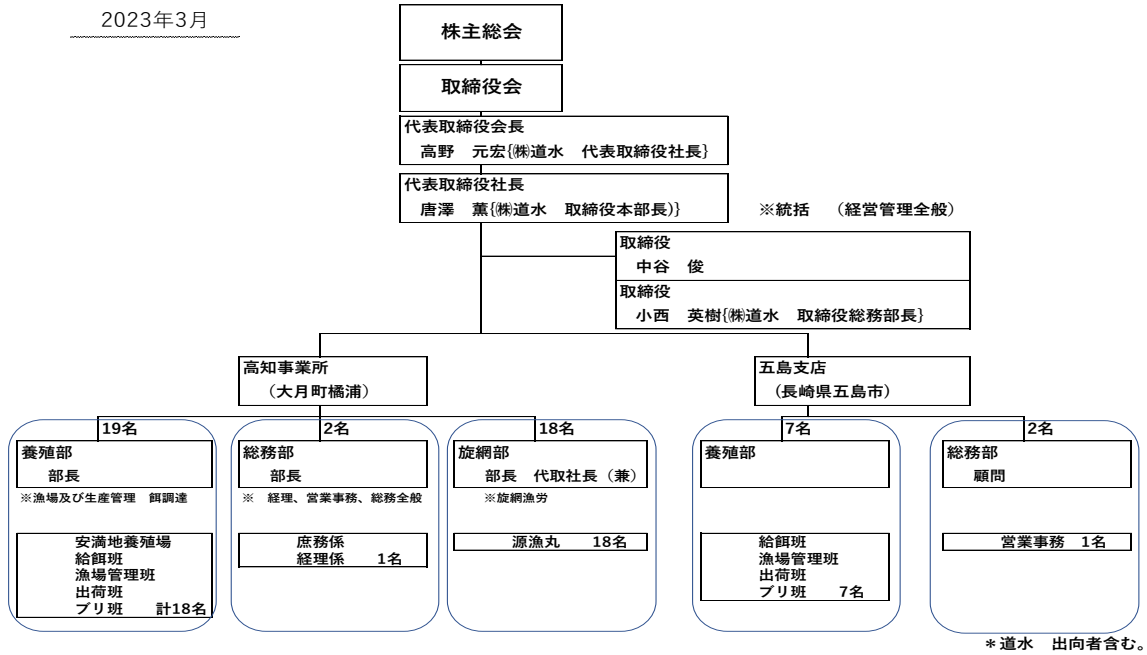 2023年3月
株主総会
取締役会
代表取締役会長
高野 元宏{㈱道水 代表取締役社長}
代表取締役社長
唐澤 薫{㈱道水 取締役本部長)}
※統括 （経営管理全般）
取締役
中谷 俊
取締役
小西 英樹{㈱道水 取締役総務部長}
高知事業所
（大月町橘浦）
五島支店
（長崎県五島市）
19名
養殖部
部長
※漁場及び生産管理 餌調達
安満地養殖場
給餌班
漁場管理班
出荷班
ブリ班 計18名
2名
総務部
部長
※ 経理、営業事務、総務全般
庶務係
経理係 1名
18名
旋網部
部長 代取社長（兼）
※旋網漁労
源漁丸 18名
7名
養殖部
給餌班
漁場管理班
出荷班
ブリ班 7名
2名
総務部
顧問
営業事務 1名
＊道水 出向者含む。